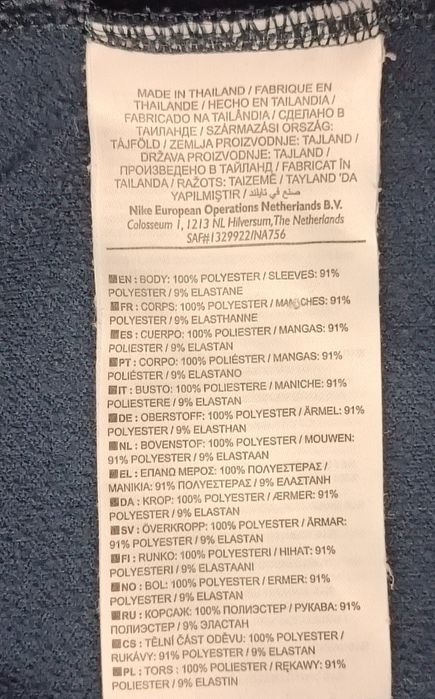 MADE IN THAILAND / FABRIQUE EN
THAILANDE / HECHO EN TAILANDIA /
FABRICADO NA TAILÂNDIA / СДЕЛАНО В
ТАИЛАНДЕ / SZÁRMAZÁSI ORSZÁG:
TÁJFÖLD / ZEMLJA PROIZVODNJE: TAJLAND /
DRŽAVA PROIZVODNJE: TAJLAND /
ПРОИЗВЕДЕНО В ТАЙЛАНД / FABRICAT ÎN
TAILANDA / RAŽOTS: TAIZEMĒ / TAYLAND 'DA
YAPILMIŞTIR / صنع في تايلند
Nike European Operations Netherlands B.V.
Colosseum 1, 1213 NL Hilversum,The Netherlands
SAF#1329922/NA756
EN : BODY: 100% POLYESTER / SLEEVES: 91%
POLYESTER / 9% ELASTANE
FR : CORPS: 100% POLYESTER / MANCHES: 91%
POLYESTER / 9% ELASTHANNE
ES : CUERPO: 100% POLIESTER / MANGAS: 91%
POLIESTER / 9% ELASTAN
PT : CORPO: 100% POLIÉSTER / MANGAS: 91%
POLIÉSTER / 9% ELASTANO
IT : BUSTO: 100% POLIESTERE / MANICHE: 91%
POLIESTERE / 9% ELASTAN
DE : OBERSTOFF: 100% POLYESTER / ÄRMEL: 91%
POLYESTER / 9% ELASTHAN
NL : BOVENSTOF: 100% POLYESTER / MOUWEN:
91% POLYESTER / 9% ELASTAAN
EL : ΕΠΑΝΩ ΜΕΡΟΣ: 100% ΠΟΛΥΕΣΤΕΡΑΣ /
ΜΑΝΙΚΙΑ: 91% ΠΟΛΥΕΣΤΕΡΑΣ / 9% ΕΛΑΣΤΑΝΗ
DA : KROP: 100% POLYESTER / ÆRMER: 91%
POLYESTER / 9% ELASTAN
SV : ÖVERKROPP: 100% POLYESTER / ÄRMAR:
91% POLYESTER / 9% ELASTAN
FI : RUNKO: 100% POLYESTERI / HIHAT: 91%
POLYESTERI / 9% ELASTAANI
NO : BOL: 100% POLYESTER / ERMER: 91%
POLYESTER / 9% ELASTAN
RU : КОРСАЖ: 100% ПОЛИЭСТЕР / РУКАВА: 91%
ПОЛИЭСТЕР / 9% ЭЛАСТАН
CS : TĚLNÍ ČÁST ODĚVU: 100% POLYESTER /
RUKÁVY: 91% POLYESTER / 9% ELASTAN
PL : TORS : 100% POLIESTER / RĘKAWY: 91%
POLIESTER / 9% ELASTIN